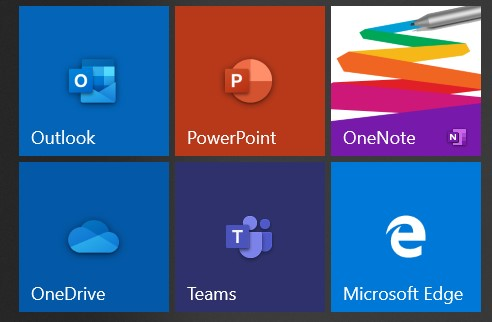 O
Outlook
P
PowerPoint
OneNote
N
OneDrive
T
Teams
Microsoft Edge